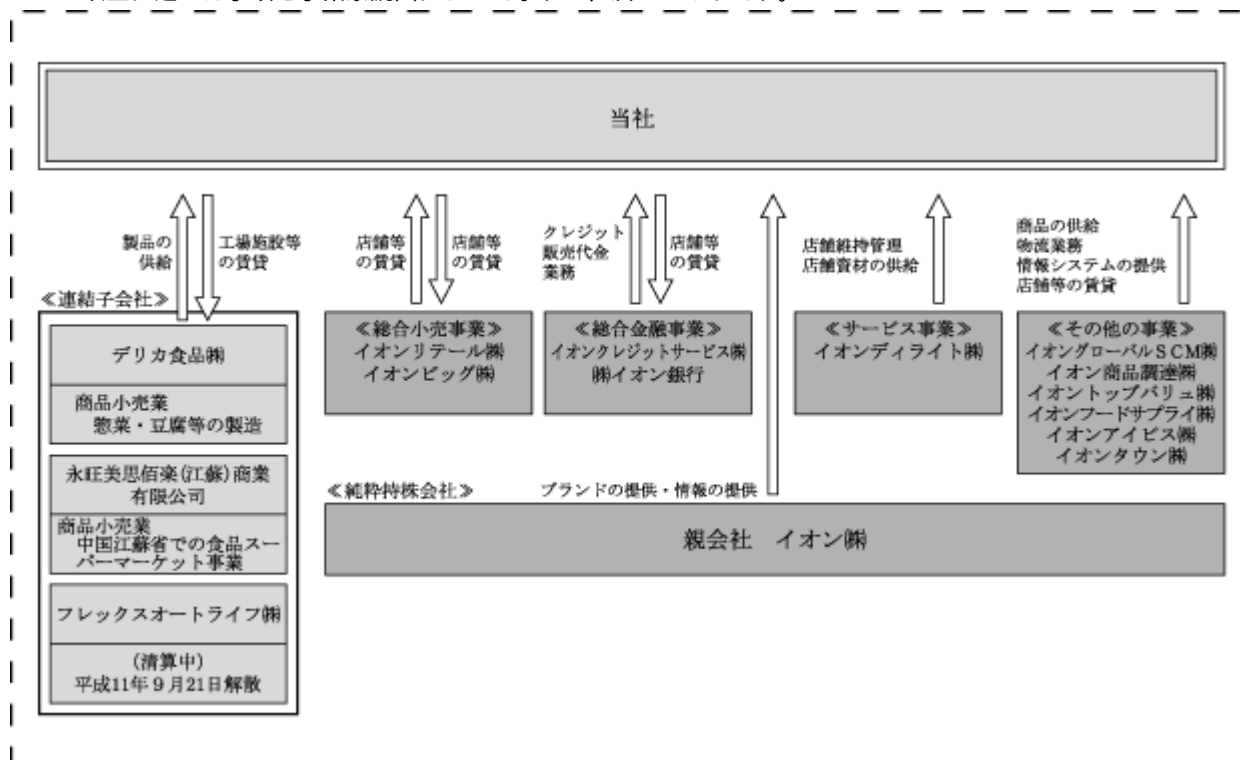 当社
製品の
供給
工場施設等
の賃貸
店舗等
の賃貸
店舗等
の賃貸
クレジット
販売代金
業務
店舗等
の賃貸
店舗維持管理
店舗資材の供給
商品の供給
物流業務
情報システムの提供
店舗等の賃貸
≪連結子会社≫
デリカ食品㈱
商品小売業
惣菜・豆腐等の製造
永旺美思佰楽(江蘇)商業
有限公司
商品小売業
中国江蘇省での食品スー
パーマーケット事業
フレックスオートライフ㈱
(清算中)
平成11年9月21日解散
≪総合小売事業≫
イオンリテール㈱
イオンビッグ㈱
≪総合金融事業≫
イオンクレジットサービス㈱
㈱イオン銀行
≪サービス事業≫
イオンディライト㈱
≪その他の事業≫
イオングローバルSCM㈱
イオン商品調達㈱
イオントップバリュ㈱
イオンフードサプライ㈱
イオンアイビス㈱
イオンタウン㈱
≪純粋持株会社≫
ブランドの提供・情報の提供
親会社 イオン㈱